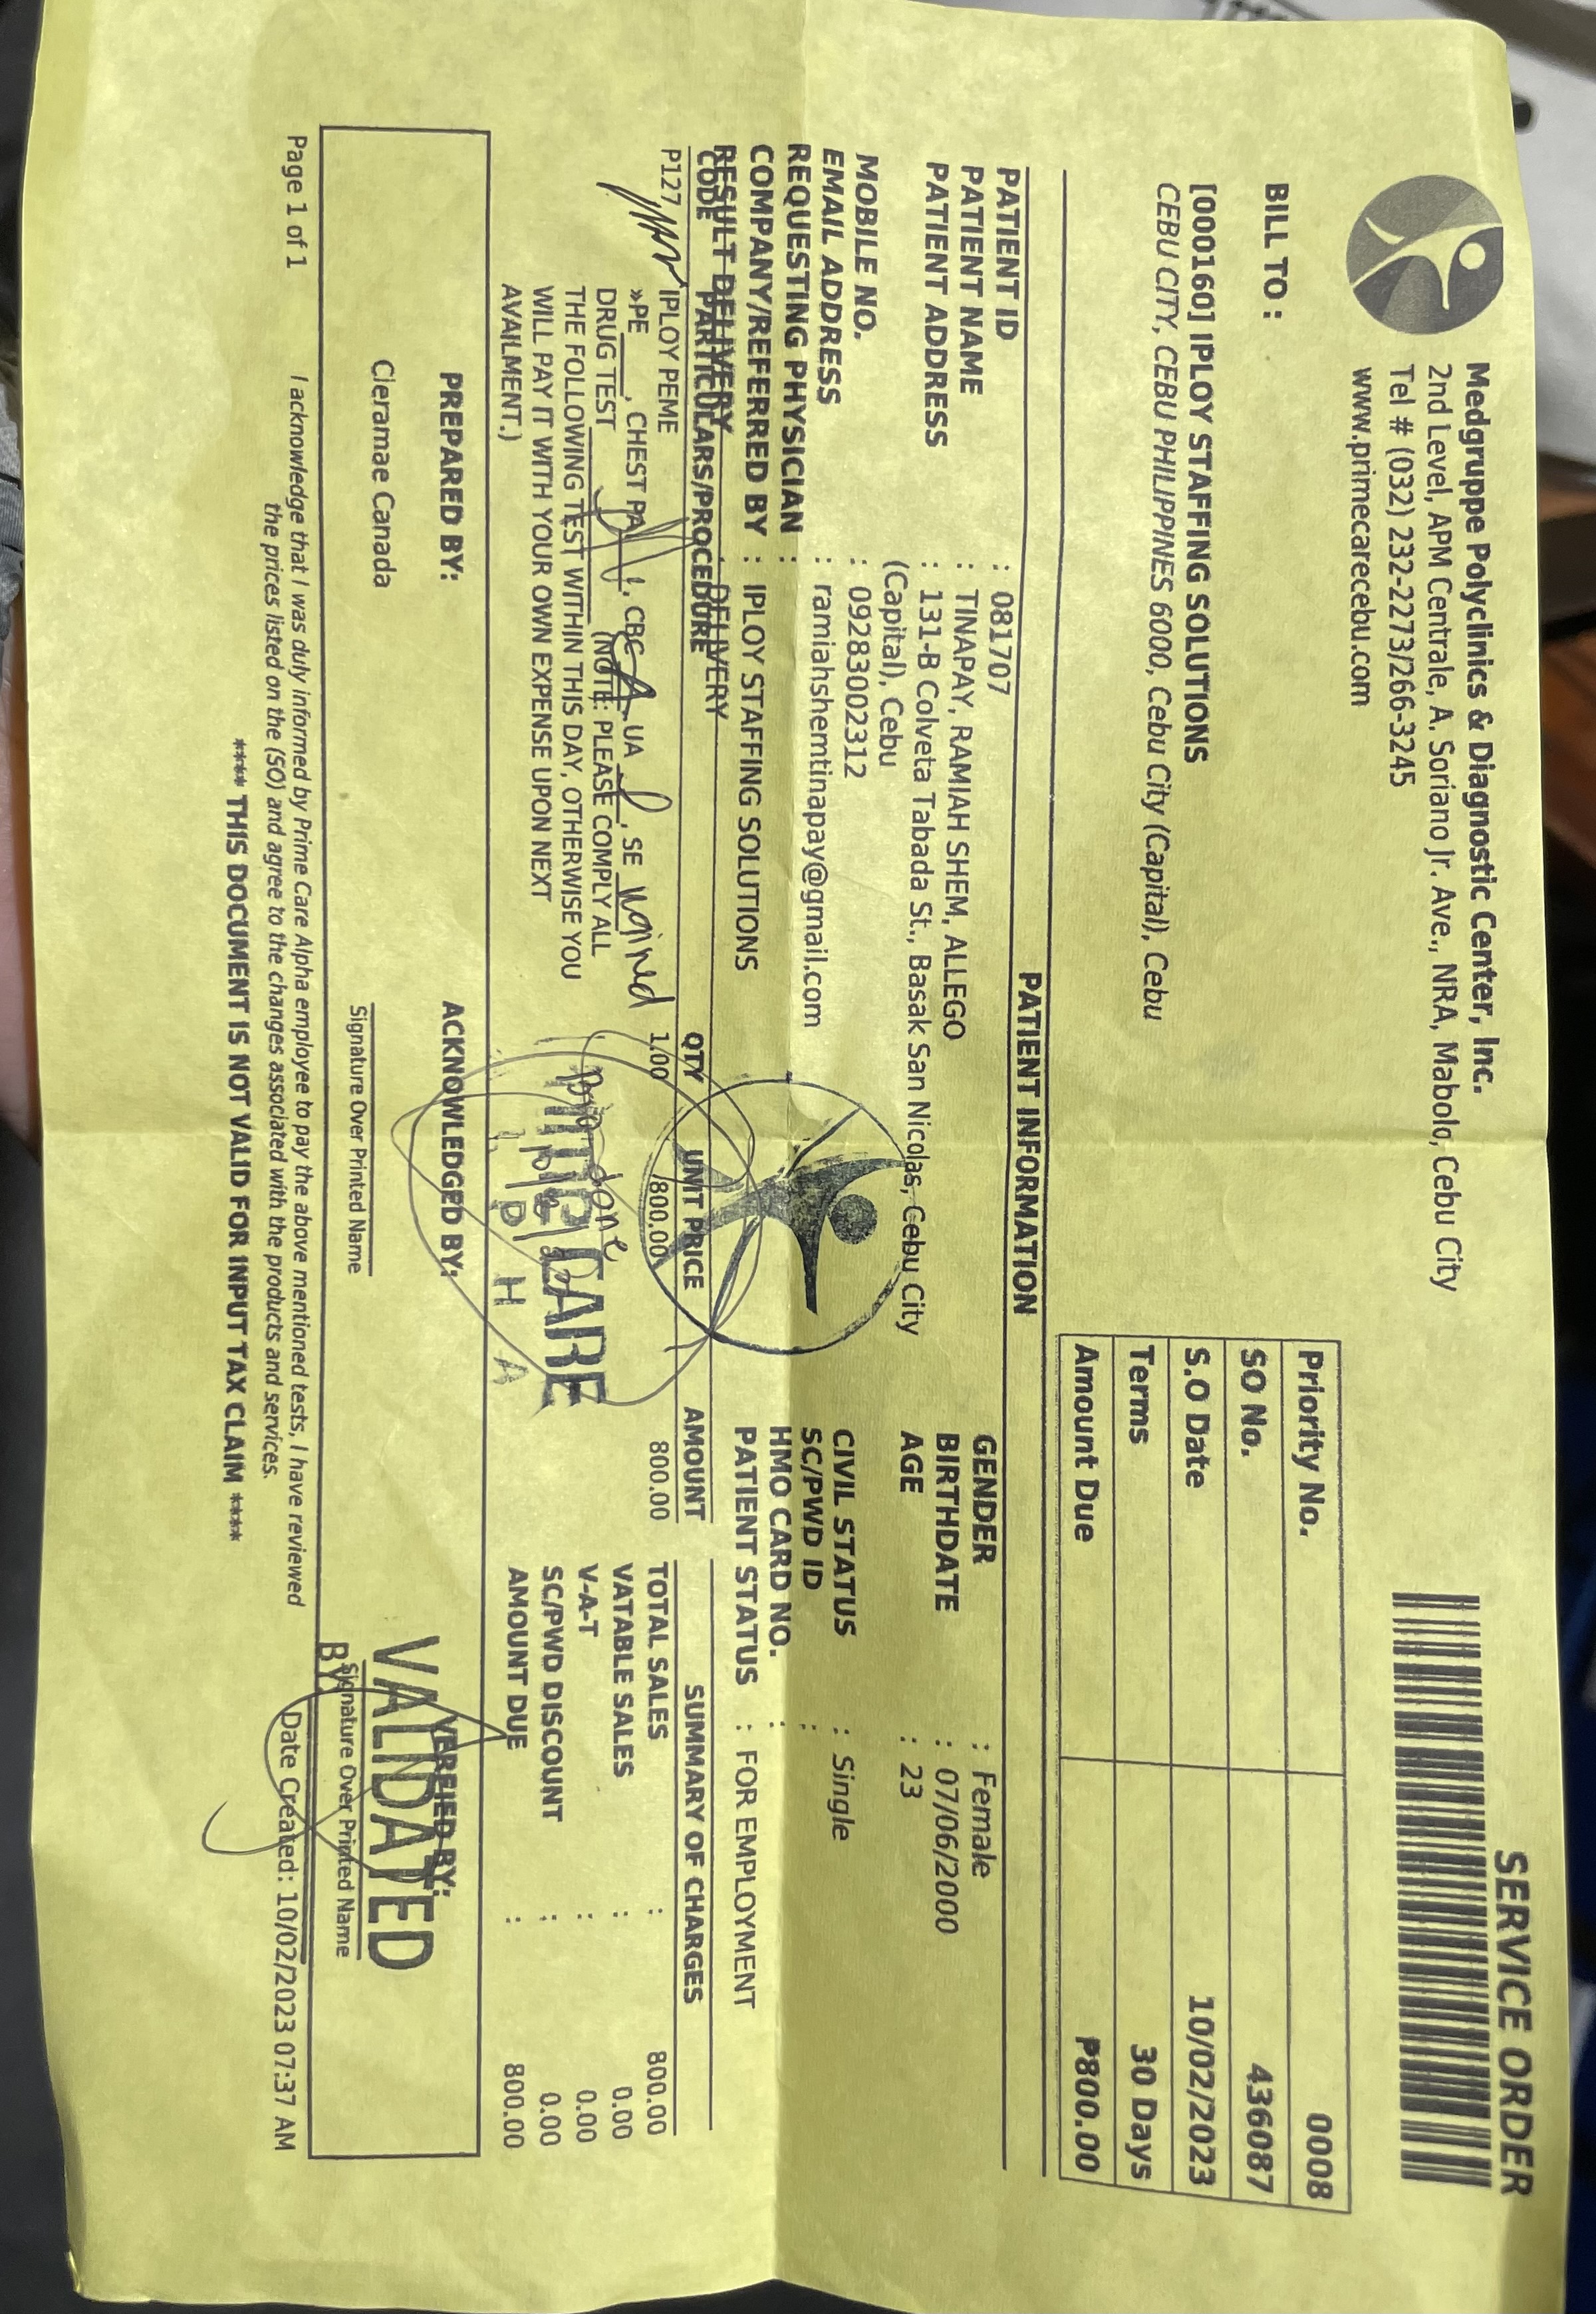 SERVICE ORDER
Medgruppe Polyclinics & Diagnostic Center, Inc.
2nd Level, APM Centrale, A. Soriano Jr. Ave., NRA, Mabolo, Cebu City
Tel # (032) 232-2273/266-3245
www.primecarecebu.com
BILL TO :
[000160] IPLOY STAFFING SOLUTIONS
CEBU CITY, CEBU PHILIPPINES 6000, Cebu City (Capital), Cebu
Priority No. 0008
SO No. 436087
S.O Date 10/02/2023
Terms 30 Days
Amount Due ₱800.00
PATIENT INFORMATION
PATIENT ID : 081707
PATIENT NAME : TINAPAY, RAMIAH SHEM, ALLEGO
PATIENT ADDRESS : 131-B Colveta Tabada St., Basak San Nicolas, Cebu City
(Capital), Cebu
MOBILE NO. : 09283002312
EMAIL ADDRESS : ramiahshemtinapay@gmail.com
REQUESTING PHYSICIAN :
COMPANY/REFERRED BY : IPLOY STAFFING SOLUTIONS
RESULT DELIVERY : DELIVERY
GENDER : Female
BIRTHDATE : 07/06/2000
AGE : 23
CIVIL STATUS : Single
SC/PWD ID :
HMO CARD NO. :
PATIENT STATUS : FOR EMPLOYMENT
CODE PARTICULARS/PROCEDURE QTY UNIT PRICE AMOUNT
P127 IPLOY PEME 1.00 800.00 800.00
»PE , CHEST PA , CBC , UA , SE
DRUG TEST (NOTE: PLEASE COMPLY ALL
THE FOLLOWING TEST WITHIN THIS DAY, OTHERWISE YOU
WILL PAY IT WITH YOUR OWN EXPENSE UPON NEXT
AVAILMENT.)
done
CARE
SUMMARY OF CHARGES
TOTAL SALES : 800.00
VATABLE SALES : 0.00
V-A-T : 0.00
SC/PWD DISCOUNT : 0.00
AMOUNT DUE : 800.00
PREPARED BY:
Cleramae Canada
ACKNOWLEDGED BY:
Signature Over Printed Name
VERFIED BY:
VALIDATED
BY
Signature Over Printed Name
Page 1 of 1
I acknowledge that I was duly informed by Prime Care Alpha employee to pay the above mentioned tests, I have reviewed
the prices listed on the (SO) and agree to the changes associated with the products and services.
Date Created: 10/02/2023 07:37 AM
*** THIS DOCUMENT IS NOT VALID FOR INPUT TAX CLAIM ***